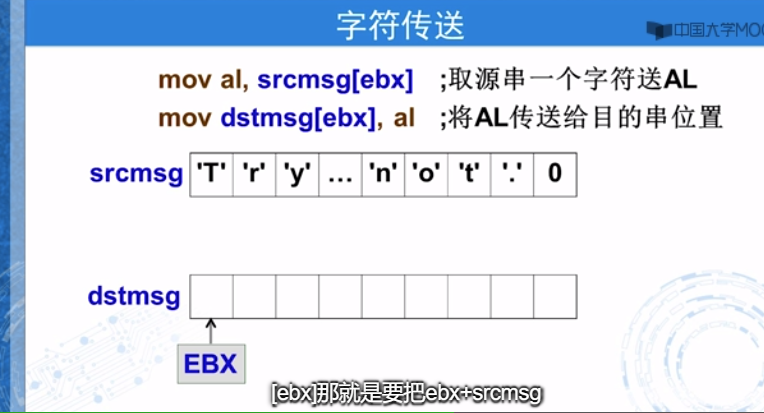 字符传送
中国大学MOO
mov al, srcmsg[ebx] ;取源串一个字符送AL
mov dstmsg[ebx], al ;将AL传送给目的串位置
srcmsg 'T' 'r' 'y' … 'n' 'o' 't' '.' 0
dstmsg
EBX
[ebx]那就是要把ebx+srcmsg